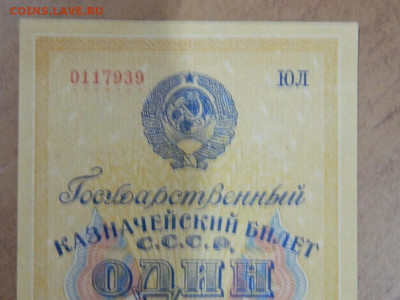 COINS.LAVE.RU
0117939 ЮЛ
Государственный
КАЗНАЧЕЙСКИЙ БИЛЕТ
С.С.С.Р.
ОДИН